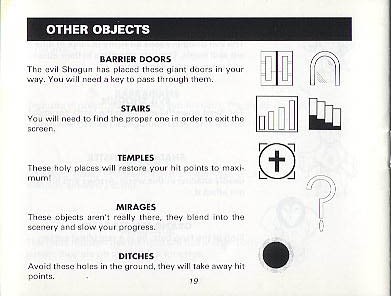 OTHER OBJECTS
BARRIER DOORS
The evil Shogun has placed these giant doors in your
way. You will need a key to pass through them.
STAIRS
You will need to find the proper one in order to exit the
screen.
TEMPLES
These holy places will restore your hit points to maxi-
mum!
MIRAGES
These objects aren't really there, they blend into the
scenery and slow your progress.
DITCHES
Avoid these holes in the ground, they will take away hit
points.
19